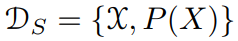 𝔇_S = {𝔛, P(X)}